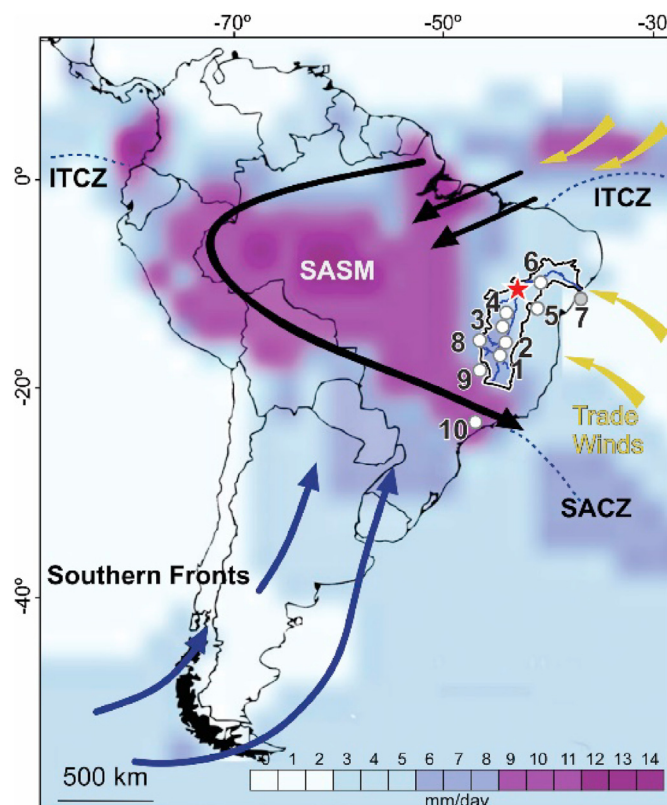 -70º -50º -30º
0º
-20º
-40º
ITCZ
ITCZ
SASM
6
4
3
5
7
8
2
9
1
10
Trade
Winds
SACZ
Southern Fronts
500 km
0 1 2 3 4 5 6 7 8 9 10 11 12 13 14
mm/day